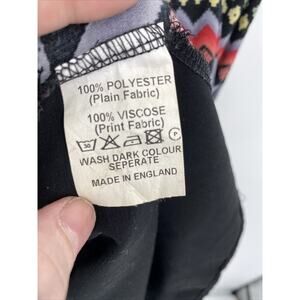 100% POLYESTER
(Plain Fabric)
100% VISCOSE
(Print Fabric)
30 P
WASH DARK COLOUR
SEPERATE
MADE IN ENGLAND